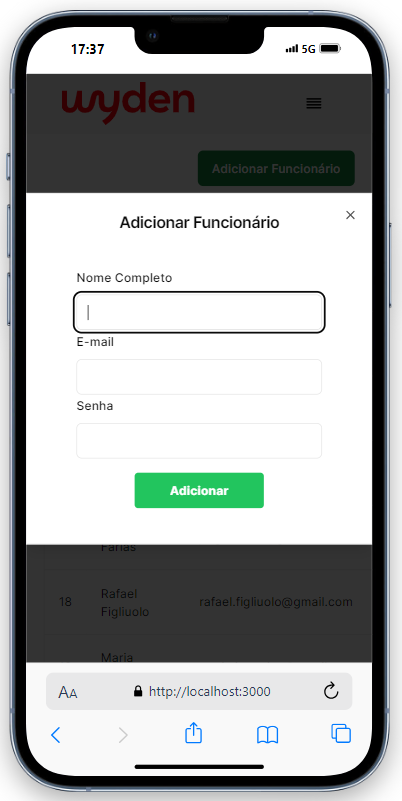 17:37
5G
wyden
Adicionar Funcionário
Adicionar Funcionário
Nome Completo
E-mail
Senha
Adicionar
Farias
18 Rafael Figliuolo rafael.figliuolo@gmail.com
Maria
AA http://localhost:3000